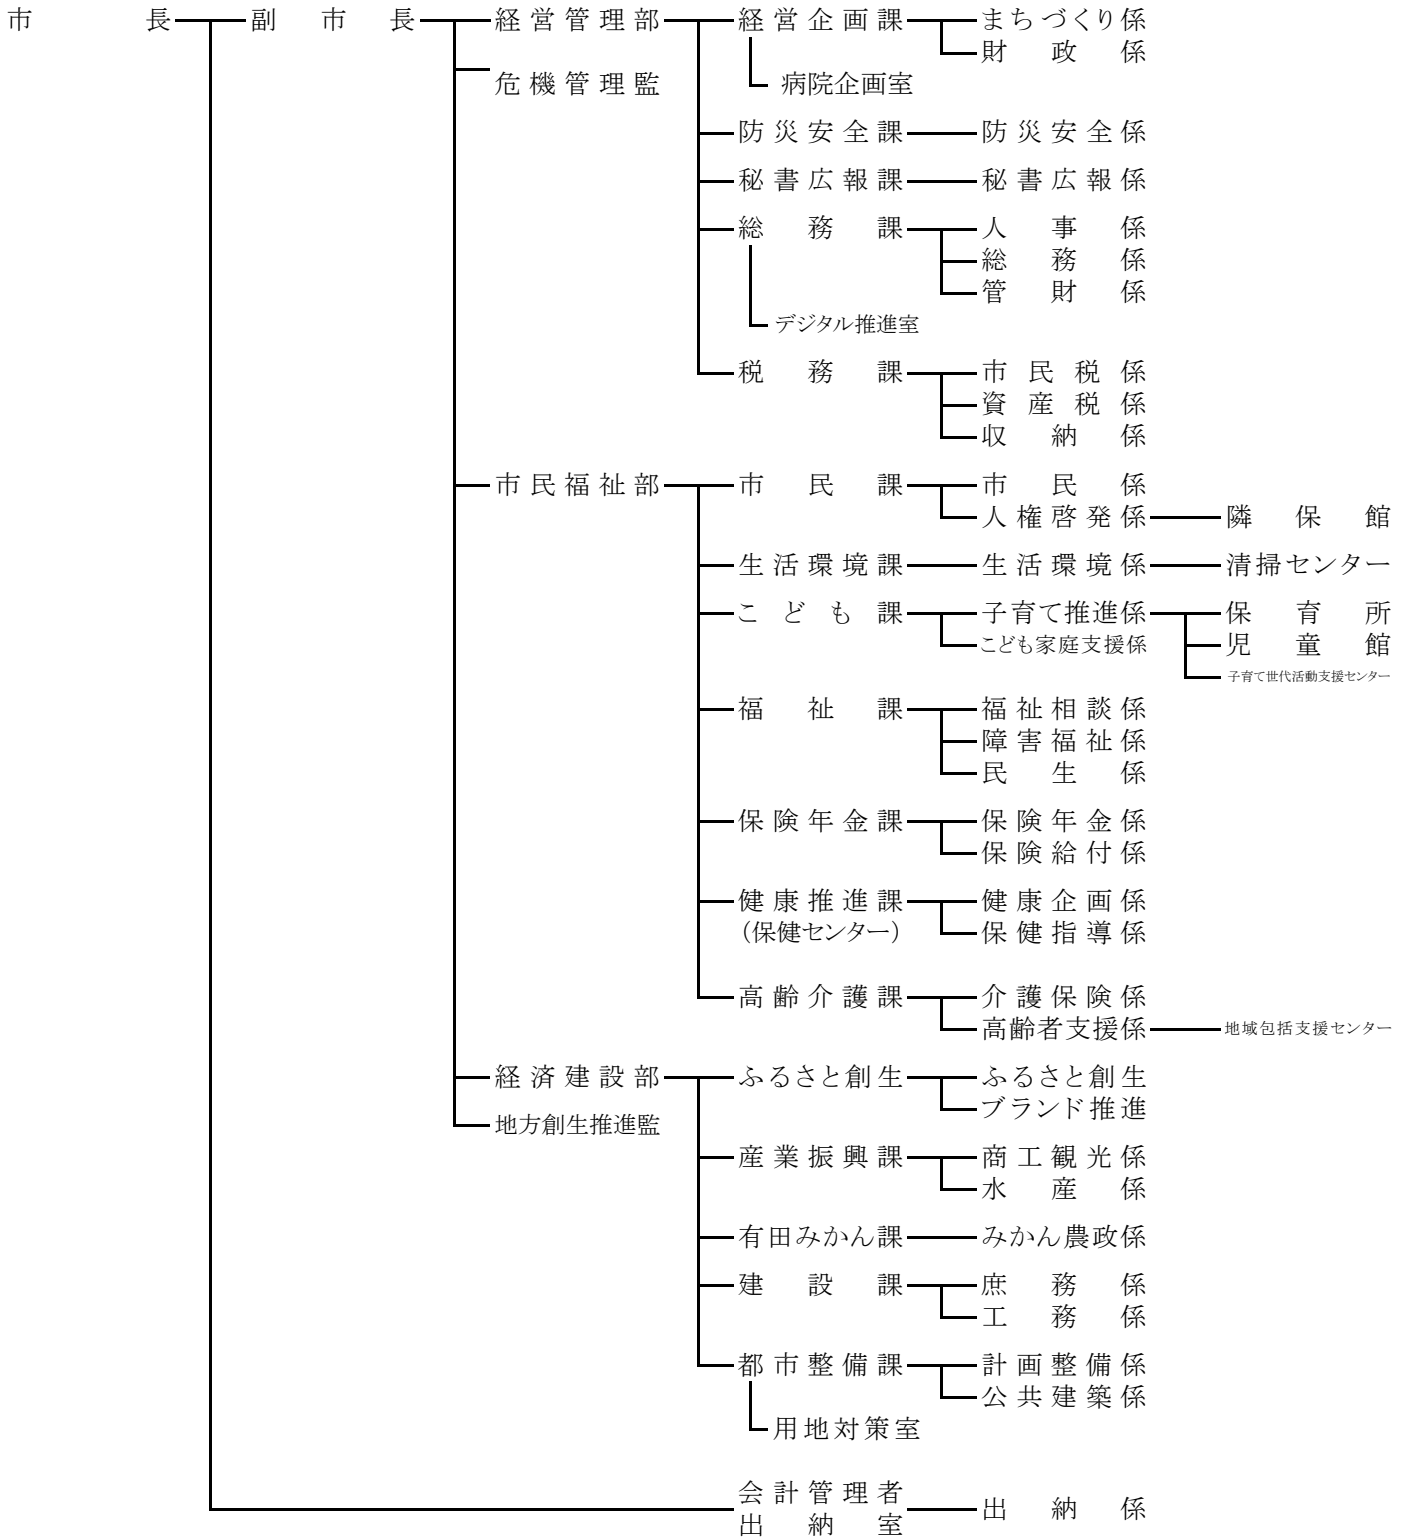 市長 副市長 経営管理部 経営企画課 まちづくり係
財政係
危機管理監 病院企画室
防災安全課 防災安全係
秘書広報課 秘書広報係
総務課 人事係
総務係
管財係
デジタル推進室
税務課 市民税係
資産税係
収納係
市民福祉部 市民課 市民係
人権啓発係 隣保館
生活環境課 生活環境係 清掃センター
こども課 子育て推進係 保育所
こども家庭支援係 児童館
子育て世代活動支援センター
福祉課 福祉相談係
障害福祉係
民生係
保険年金課 保険年金係
保険給付係
健康推進課 健康企画係
（保健センター） 保健指導係
高齢介護課 介護保険係
高齢者支援係 地域包括支援センター
経済建設部 ふるさと創生 ふるさと創生
ブランド推進
地方創生推進監
産業振興課 商工観光係
水産係
有田みかん課 みかん農政係
建設課 庶務係
工務係
都市整備課 計画整備係
公共建築係
用地対策室
会計管理者
出納室 出納係